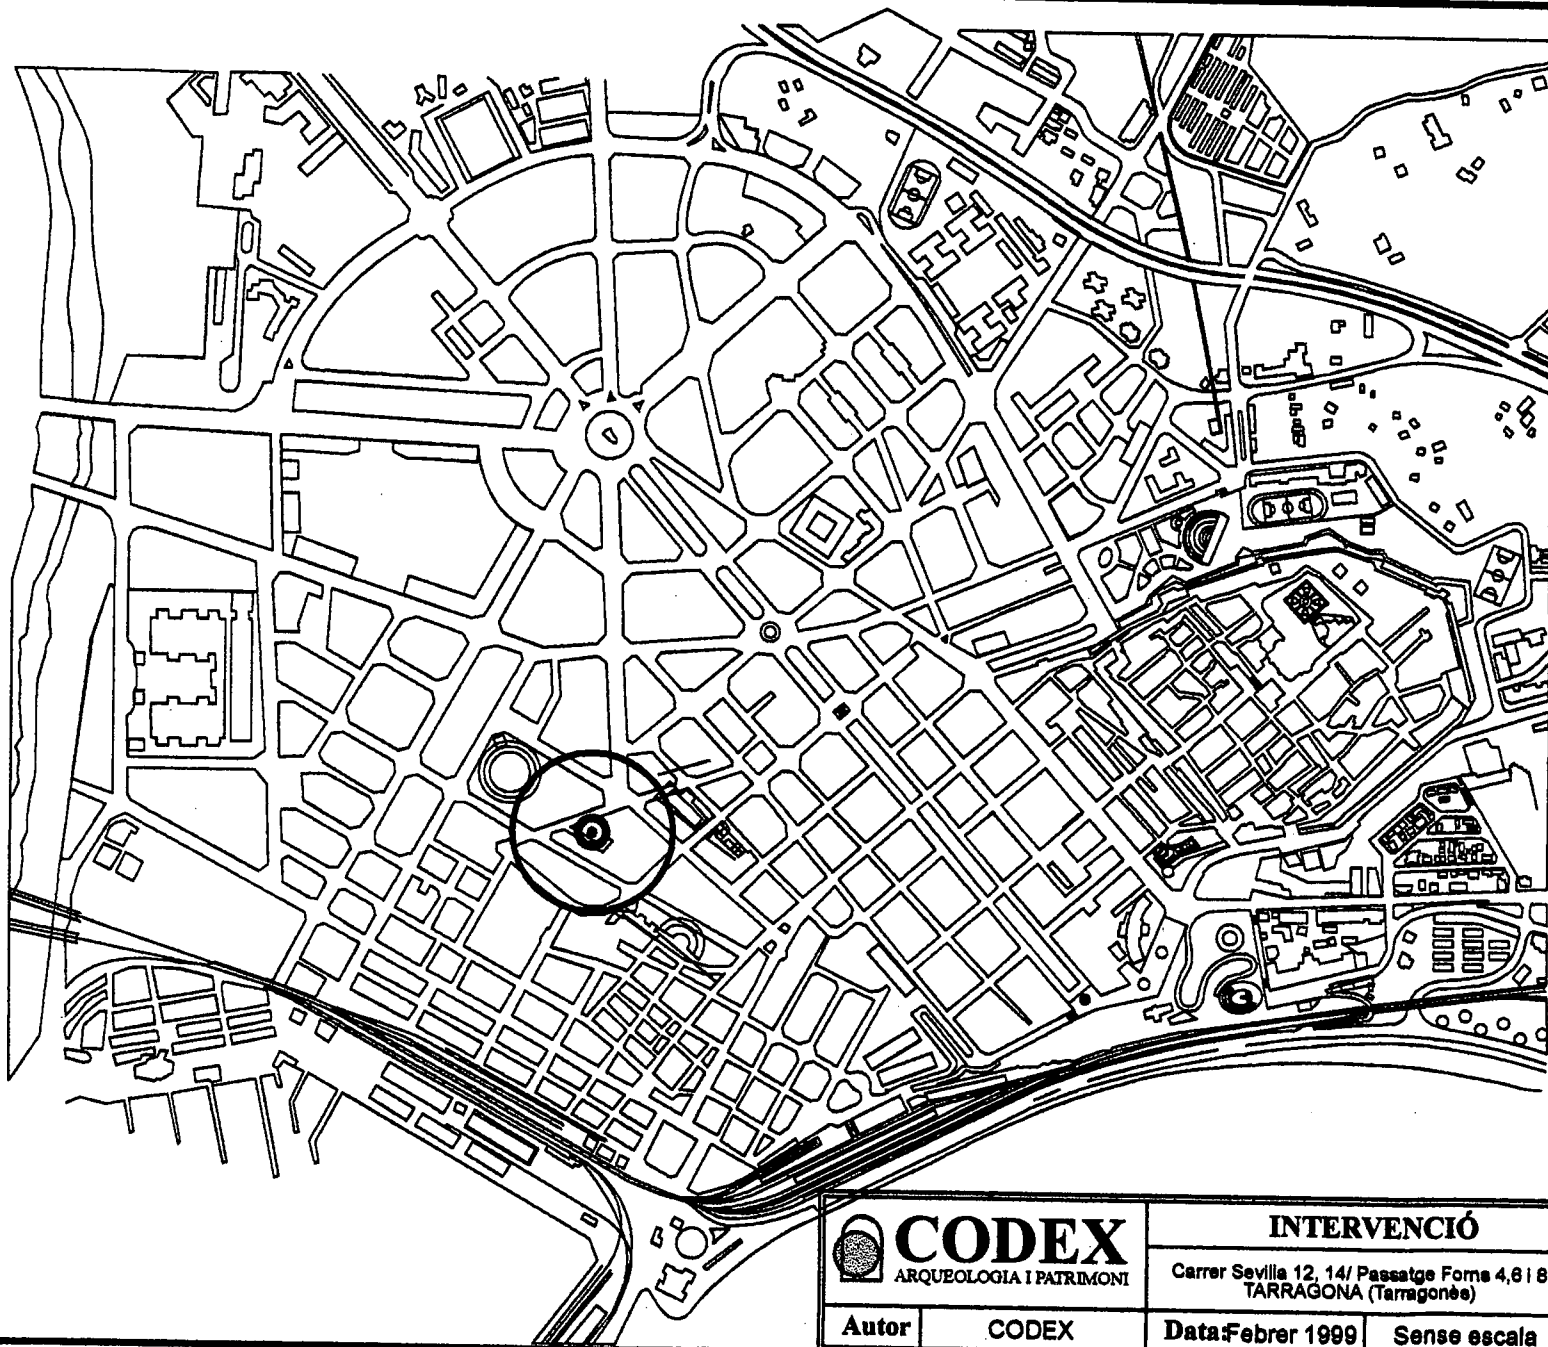 CODEX
ARQUEOLOGIA I PATRIMONI
INTERVENCIÓ
Carrer Sevilla 12, 14/ Passatge Forns 4,6 i 8
TARRAGONA (Tarragonès)
Autor
CODEX
Data:Febrer 1999
Sense escala